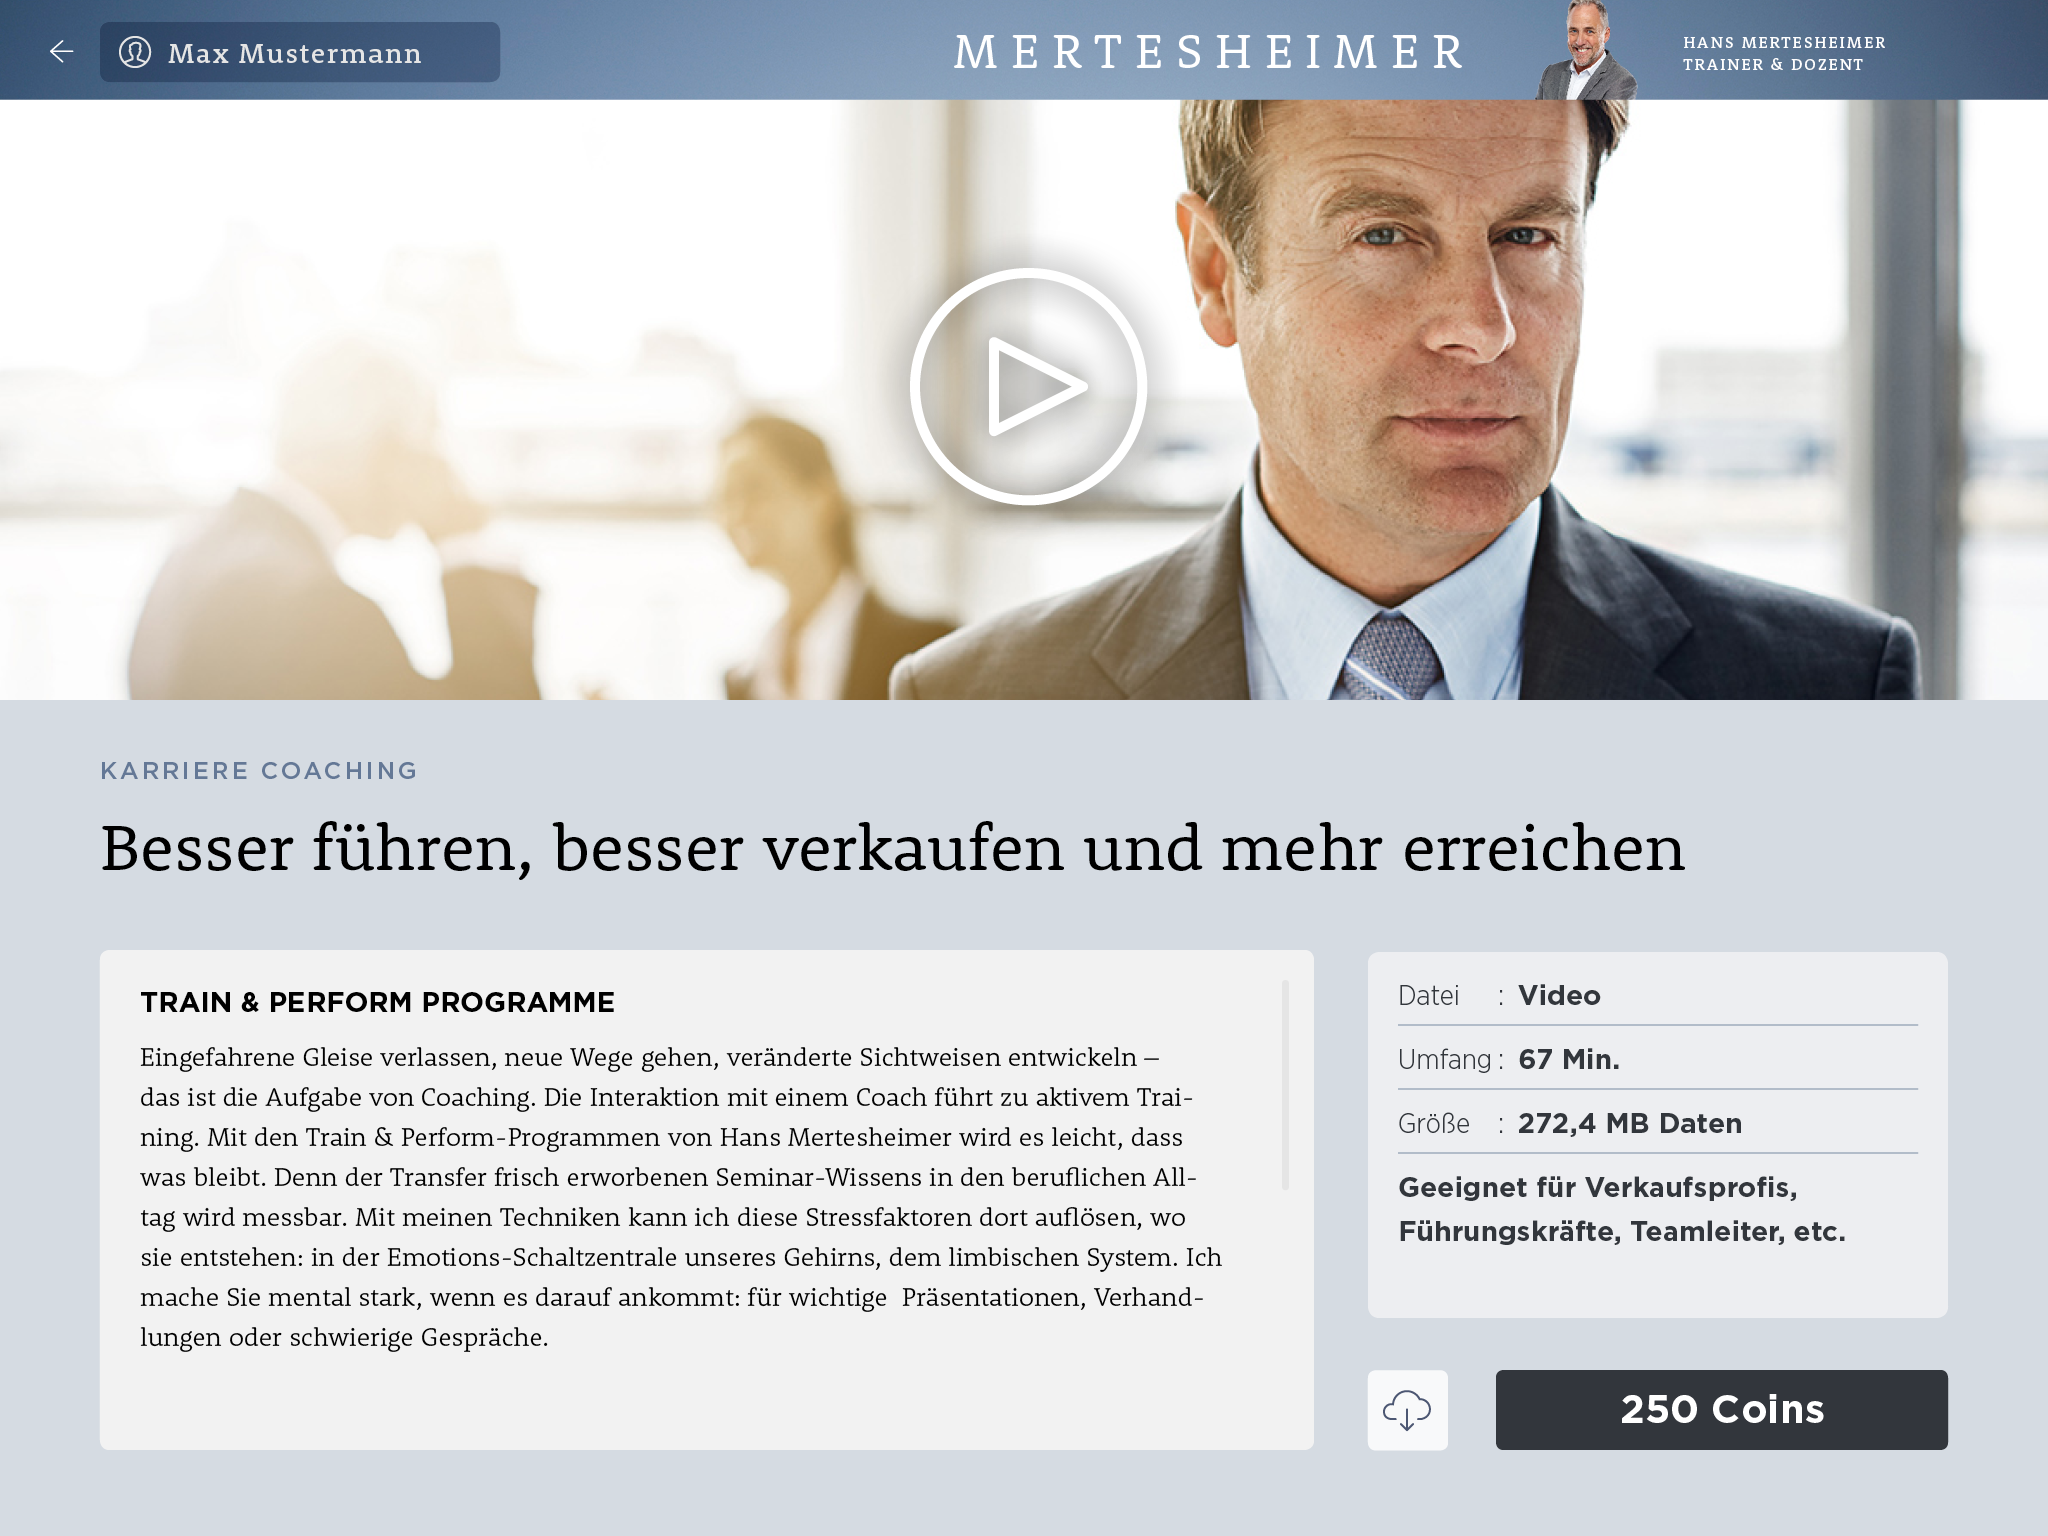 Max Mustermann
MERTESHEIMER
HANS MERTESHEIMER
TRAINER & DOZENT
KARRIERE COACHING
Besser führen, besser verkaufen und mehr erreichen
TRAIN & PERFORM PROGRAMME
Eingefahrene Gleise verlassen, neue Wege gehen, veränderte Sichtweisen entwickeln –
das ist die Aufgabe von Coaching. Die Interaktion mit einem Coach führt zu aktivem Trai-
ning. Mit den Train & Perform-Programmen von Hans Mertesheimer wird es leicht, dass
was bleibt. Denn der Transfer frisch erworbenen Seminar-Wissens in den beruflichen All-
tag wird messbar. Mit meinen Techniken kann ich diese Stressfaktoren dort auflösen, wo
sie entstehen: in der Emotions-Schaltzentrale unseres Gehirns, dem limbischen System. Ich
mache Sie mental stark, wenn es darauf ankommt: für wichtige  Präsentationen, Verhand-
lungen oder schwierige Gespräche.
Datei : Video
Umfang : 67 Min.
Größe : 272,4 MB Daten
Geeignet für Verkaufsprofis,
Führungskräfte, Teamleiter, etc.
250 Coins